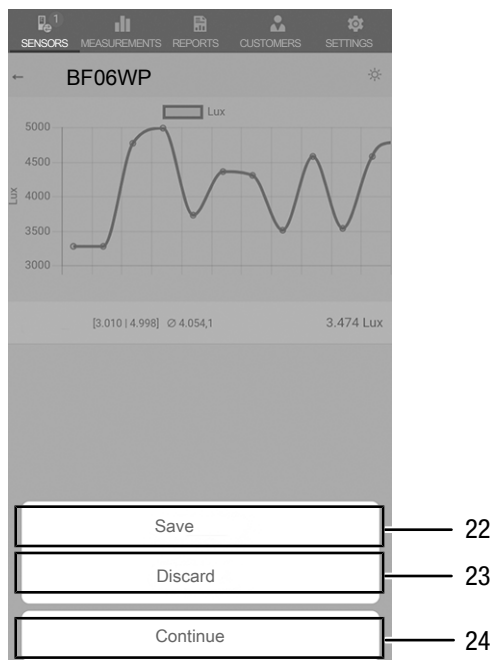 1
SENSORS MEASUREMENTS REPORTS CUSTOMERS SETTINGS
← BF06WP
Lux
5000
4500
4000
3500
3000
Lux
[3.010 | 4.998] ∅ 4.054,1 3.474 Lux
Save 22
Discard 23
Continue 24